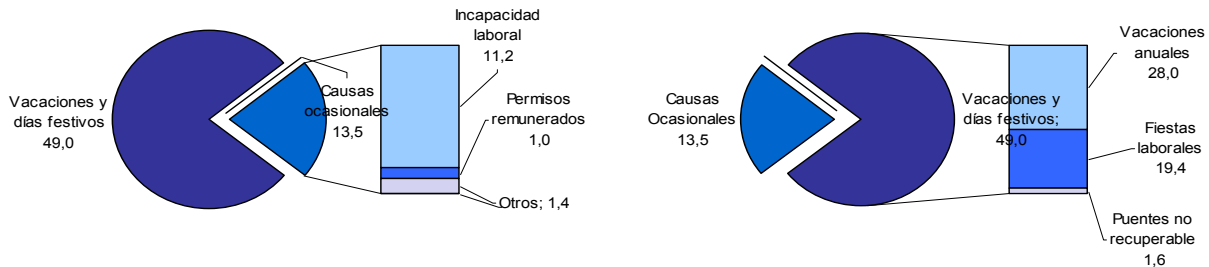 Vacaciones y
días festivos
49,0
Causas
ocasionales
13,5
Incapacidad
laboral
11,2
Permisos
remunerados
1,0
Otros; 1,4
Causas
Ocasionales
13,5
Vacaciones y
días festivos;
49,0
Vacaciones
anuales
28,0
Fiestas
laborales
19,4
Puentes no
recuperable
1,6